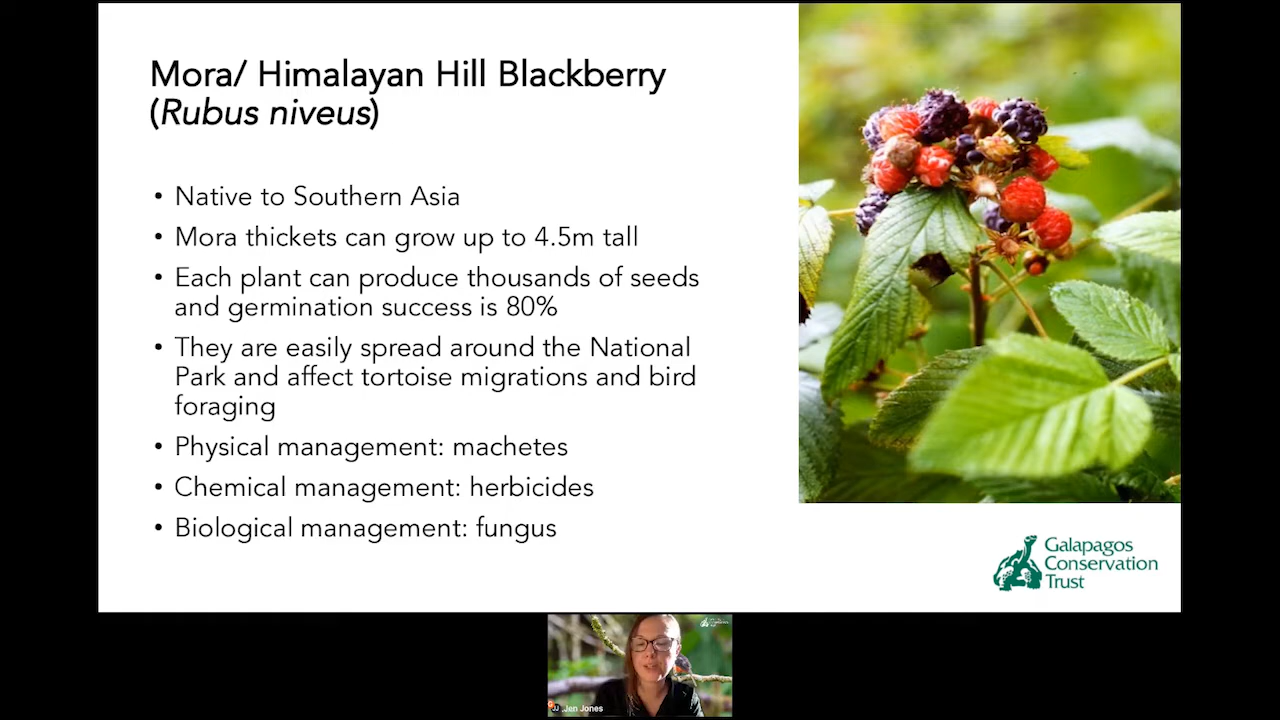 Mora/ Himalayan Hill Blackberry
(Rubus niveus)
• Native to Southern Asia
• Mora thickets can grow up to 4.5m tall
• Each plant can produce thousands of seeds
and germination success is 80%
• They are easily spread around the National
Park and affect tortoise migrations and bird
foraging
• Physical management: machetes
• Chemical management: herbicides
• Biological management: fungus
Galapagos
Conservation
Trust
JJ Jen Jones